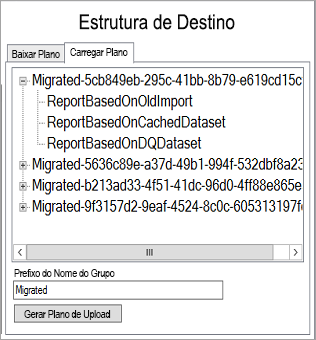 Estrutura de Destino
Baixar Plano
Carregar Plano
Migrated-5cb849eb-295c-41bb-8b79-e619cd15c
ReportBasedOnOldImport
ReportBasedOnCachedDataset
ReportBasedOnDQDataset
Migrated-5636c89e-a37d-49b1-994f-532dbf8a23
Migrated-b213ad33-4f51-41dc-96d0-4ff88e865e
Migrated-9f3157d2-9eaf-4524-8c0c-605313197f
Prefixo do Nome do Grupo
Migrated
Gerar Plano de Upload